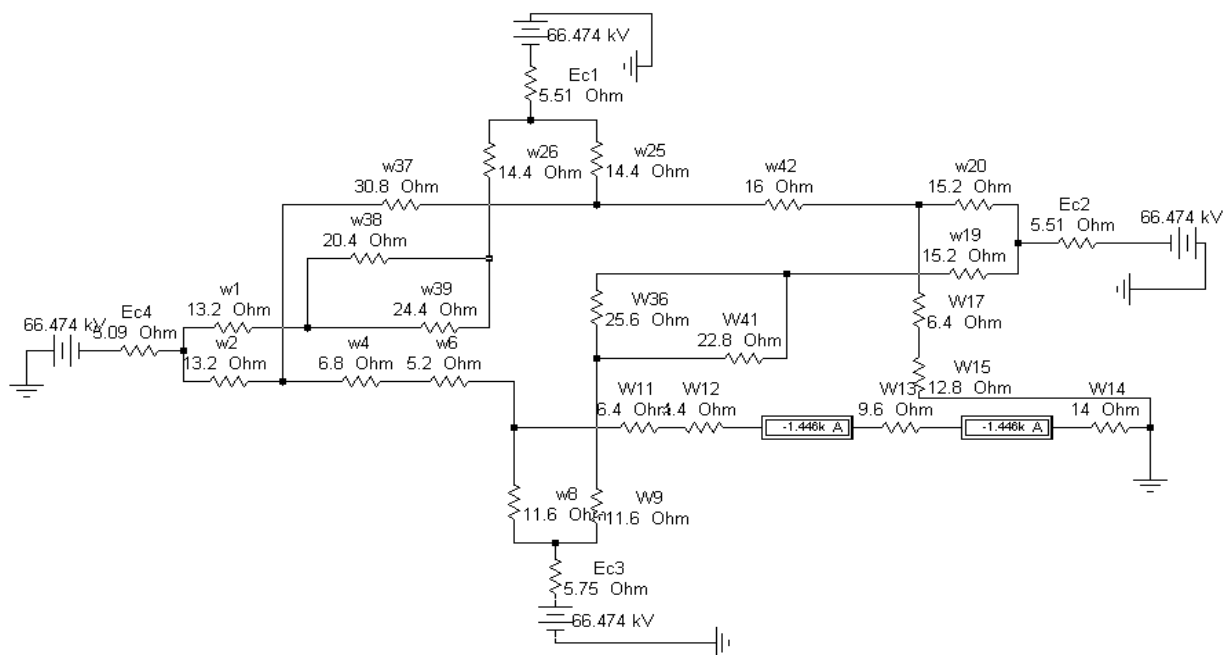 66.474 kV
Ec1
5.51 Ohm
w26
14.4 Ohm
w25
14.4 Ohm
w37
30.8 Ohm
w42
16 Ohm
w20
15.2 Ohm
w38
20.4 Ohm
Ec2
5.51 Ohm
66.474 kV
w19
15.2 Ohm
w1
13.2 Ohm
w39
24.4 Ohm
W36
25.6 Ohm
W17
6.4 Ohm
Ec4
66.474 kV
5.09 Ohm
W41
22.8 Ohm
w2
13.2 Ohm
w4
6.8 Ohm
w6
5.2 Ohm
W15
12.8 Ohm
W11
6.4 Ohm
W12
W13
9.6 Ohm
W14
14 Ohm
-1.446k A
-1.446k A
w8
11.6 Ohm
W9
11.6 Ohm
Ec3
5.75 Ohm
66.474 kV